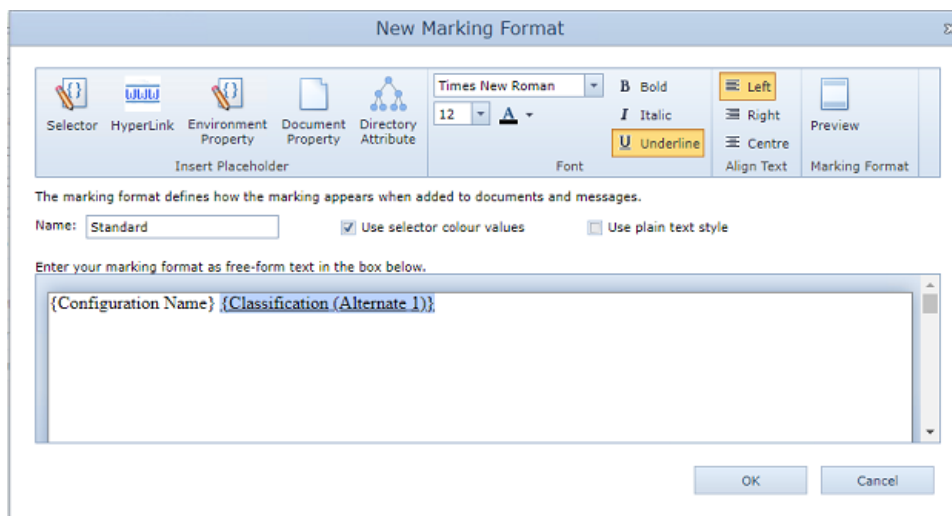 New Marking Format
Selector
HyperLink
Environment
Property
Document
Property
Directory
Attribute
Insert Placeholder
Times New Roman
12
A
B Bold
I Italic
U Underline
Font
Left
Right
Centre
Align Text
Preview
Marking Format
The marking format defines how the marking appears when added to documents and messages.
Name: Standard
Use selector colour values
Use plain text style
Enter your marking format as free-form text in the box below.
{Configuration Name} {Classification (Alternate 1)}
OK
Cancel